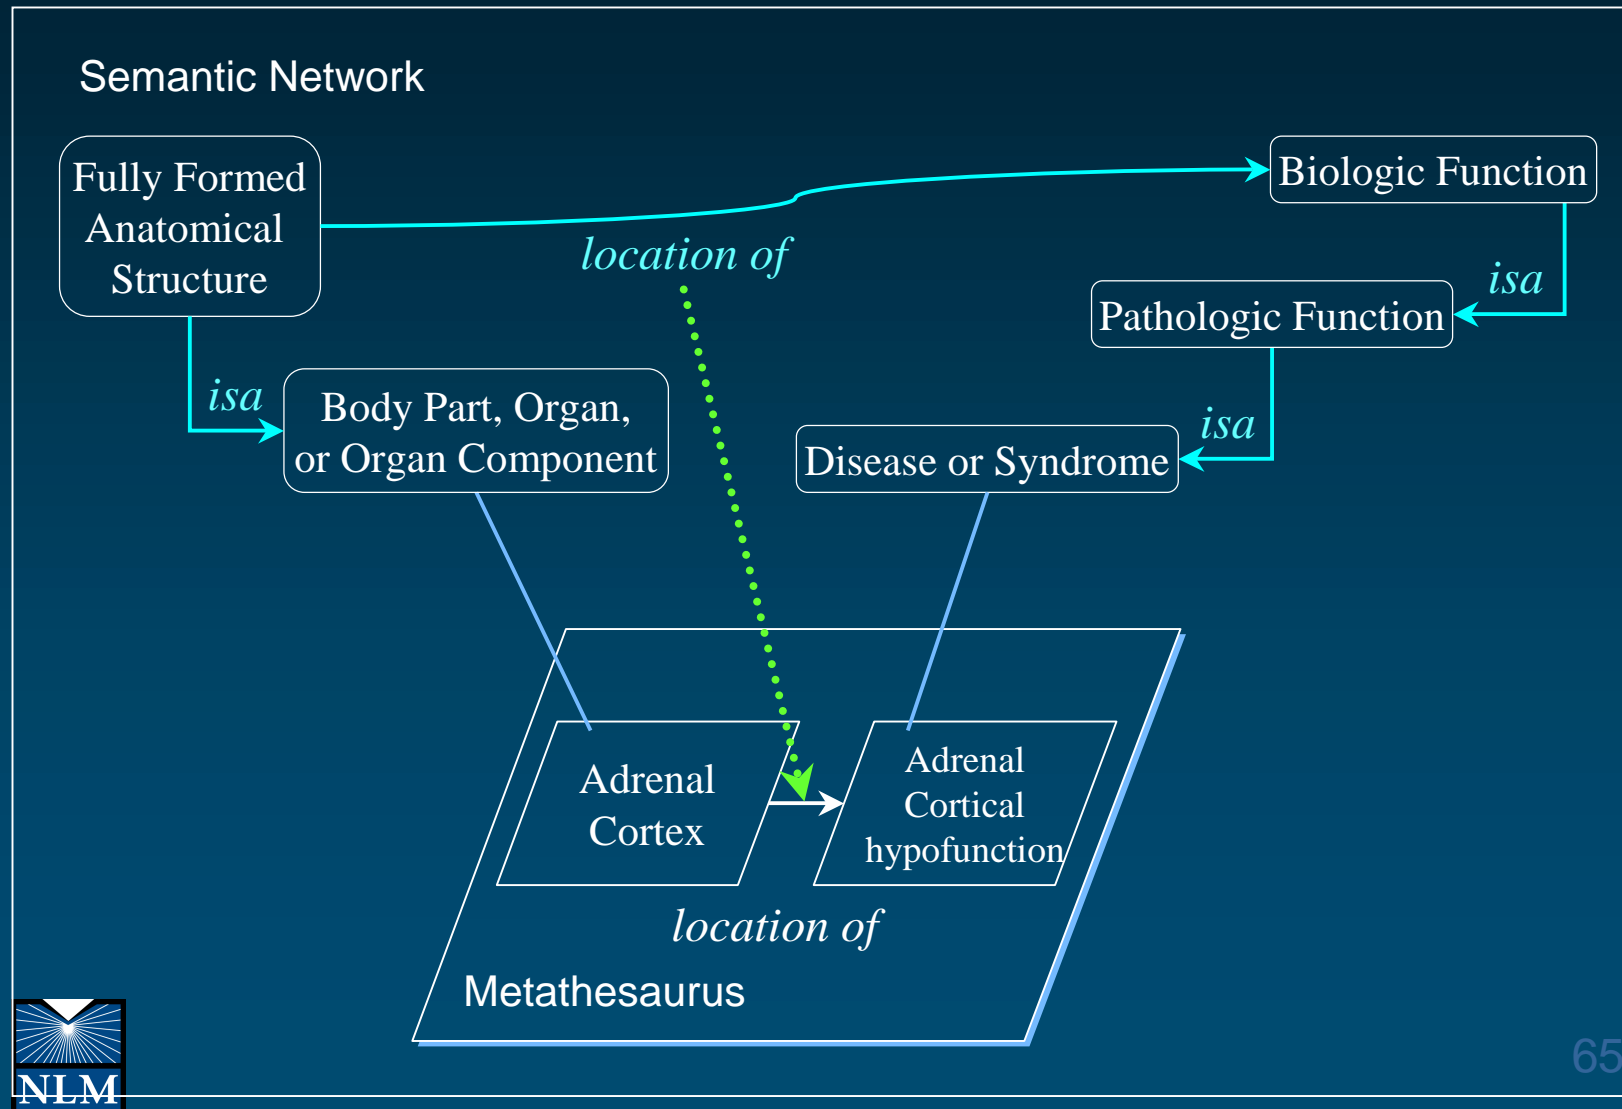 Semantic Network
Fully Formed
Anatomical
Structure
Biologic Function
location of
isa
Pathologic Function
isa
Body Part, Organ,
or Organ Component
isa
Disease or Syndrome
Adrenal
Cortex
Adrenal
Cortical
hypofunction
location of
Metathesaurus
NLM
65